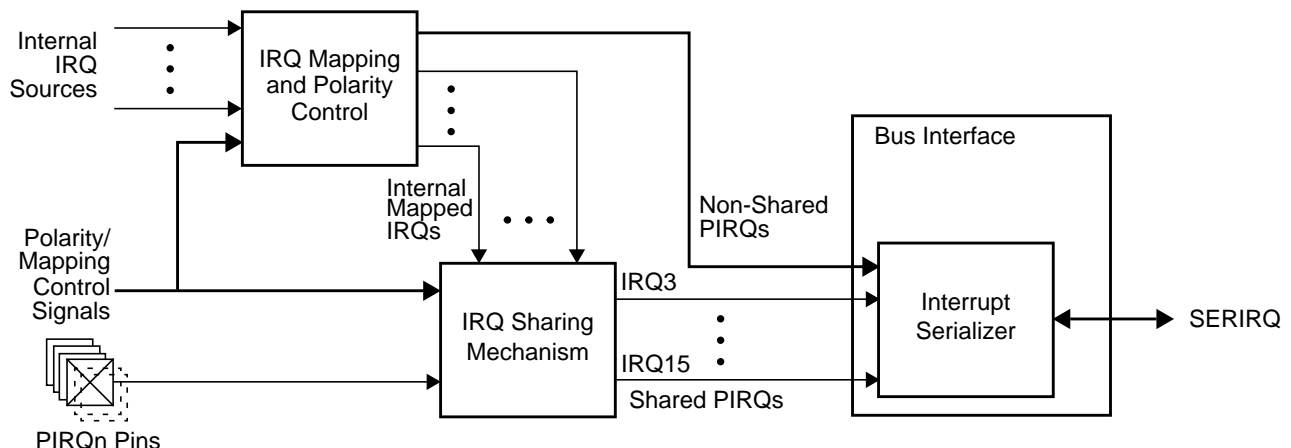 Internal
IRQ
Sources
IRQ Mapping
and Polarity
Control
Bus Interface
Internal
Mapped
IRQs
Non-Shared
PIRQs
Polarity/
Mapping
Control
Signals
IRQ3
IRQ Sharing
Mechanism
Interrupt
Serializer
SERIRQ
IRQ15
Shared PIRQs
PIRQn Pins